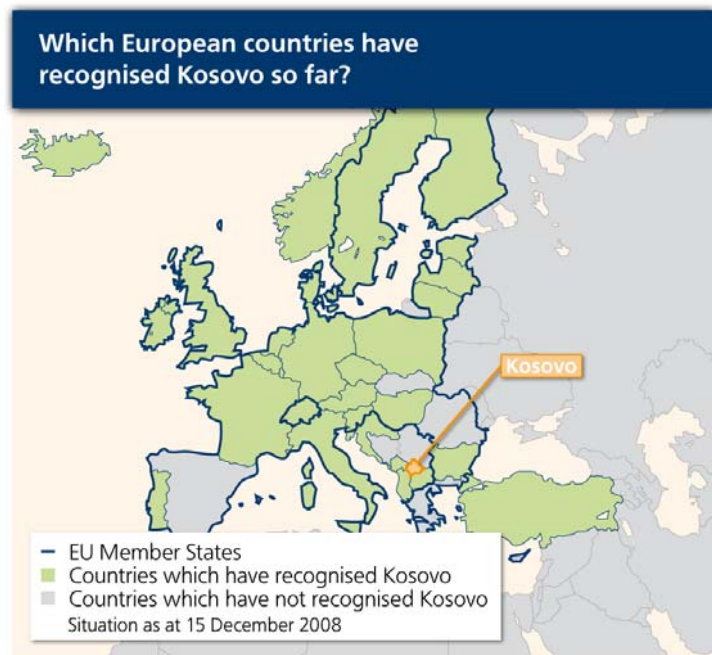 Which European countries have
recognised Kosovo so far?
Kosovo
EU Member States
Countries which have recognised Kosovo
Countries which have not recognised Kosovo
Situation as at 15 December 2008